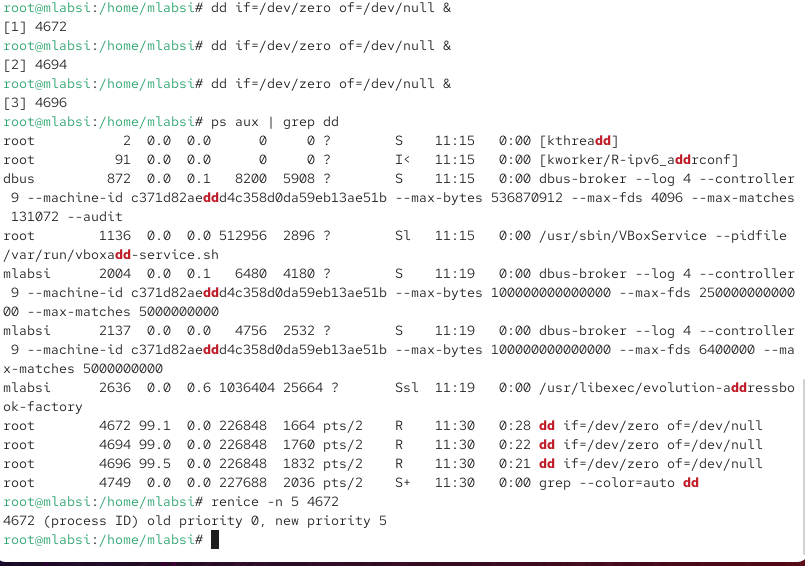 root@mlabsi:/home/mlabsi# dd if=/dev/zero of=/dev/null &
[1] 4672
root@mlabsi:/home/mlabsi# dd if=/dev/zero of=/dev/null &
[2] 4694
root@mlabsi:/home/mlabsi# dd if=/dev/zero of=/dev/null &
[3] 4696
root@mlabsi:/home/mlabsi# ps aux | grep dd
root           2  0.0  0.0      0     0 ?        S    11:15   0:00 [kthreadd]
root          91  0.0  0.0      0     0 ?        I<   11:15   0:00 [kworker/R-ipv6_addrconf]
dbus         872  0.0  0.1   8200  5908 ?        S    11:15   0:00 dbus-broker --log 4 --controller
 9 --machine-id c371d82aeddd4c358d0da59eb13ae51b --max-bytes 536870912 --max-fds 4096 --max-matches
 131072 --audit
root        1136  0.0  0.0 512956  2896 ?        Sl   11:15   0:00 /usr/sbin/VBoxService --pidfile
/var/run/vboxadd-service.sh
mlabsi      2004  0.0  0.1   6480  4180 ?        S    11:19   0:00 dbus-broker --log 4 --controller
 9 --machine-id c371d82aeddd4c358d0da59eb13ae51b --max-bytes 100000000000000 --max-fds 250000000000
00 --max-matches 5000000000
mlabsi      2137  0.0  0.0   4756  2532 ?        S    11:19   0:00 dbus-broker --log 4 --controller
 9 --machine-id c371d82aeddd4c358d0da59eb13ae51b --max-bytes 100000000000000 --max-fds 6400000 --ma
x-matches 5000000000
mlabsi      2636  0.0  0.6 1036404 25664 ?       Ssl  11:19   0:00 /usr/libexec/evolution-addressbo
ok-factory
root        4672 99.1  0.0 226848  1664 pts/2    R    11:30   0:28 dd if=/dev/zero of=/dev/null
root        4694 99.0  0.0 226848  1760 pts/2    R    11:30   0:22 dd if=/dev/zero of=/dev/null
root        4696 99.5  0.0 226848  1832 pts/2    R    11:30   0:21 dd if=/dev/zero of=/dev/null
root        4749  0.0  0.0 227688  2036 pts/2    S+   11:30   0:00 grep --color=auto dd
root@mlabsi:/home/mlabsi# renice -n 5 4672
4672 (process ID) old priority 0, new priority 5
root@mlabsi:/home/mlabsi#